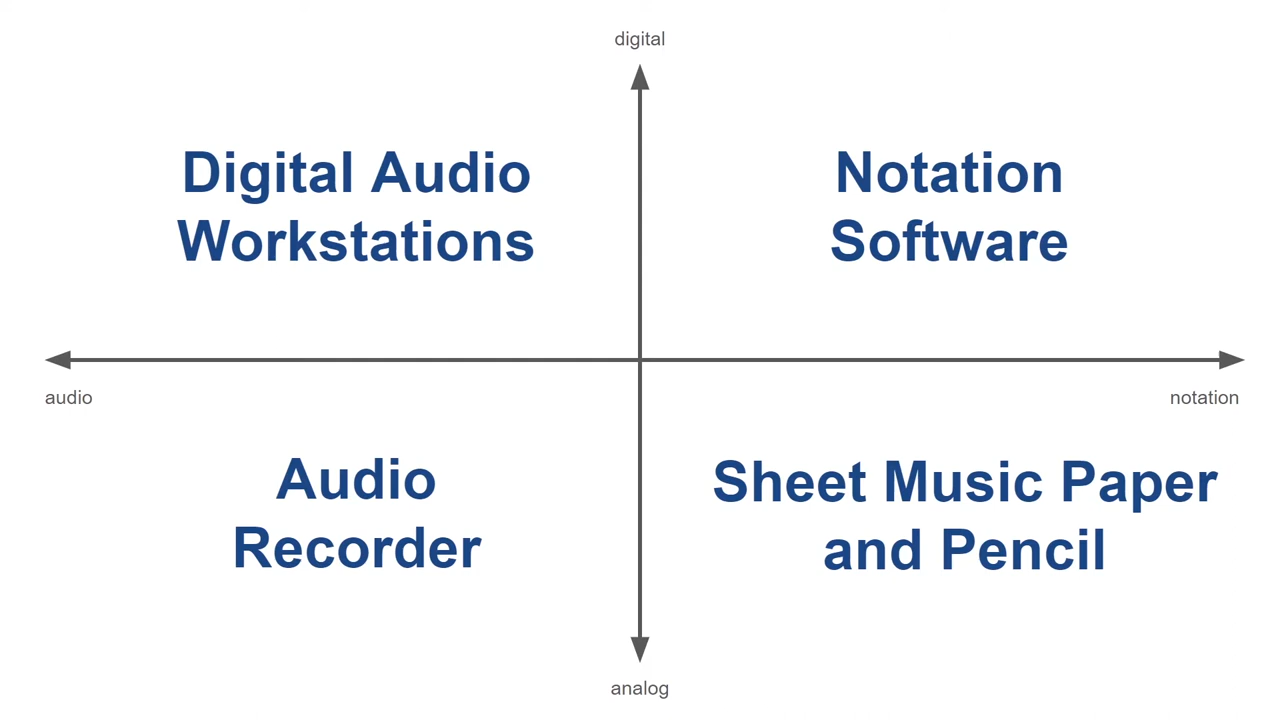 digital
Digital Audio
Workstations
Notation
Software
audio
notation
Audio
Recorder
Sheet Music Paper
and Pencil
analog